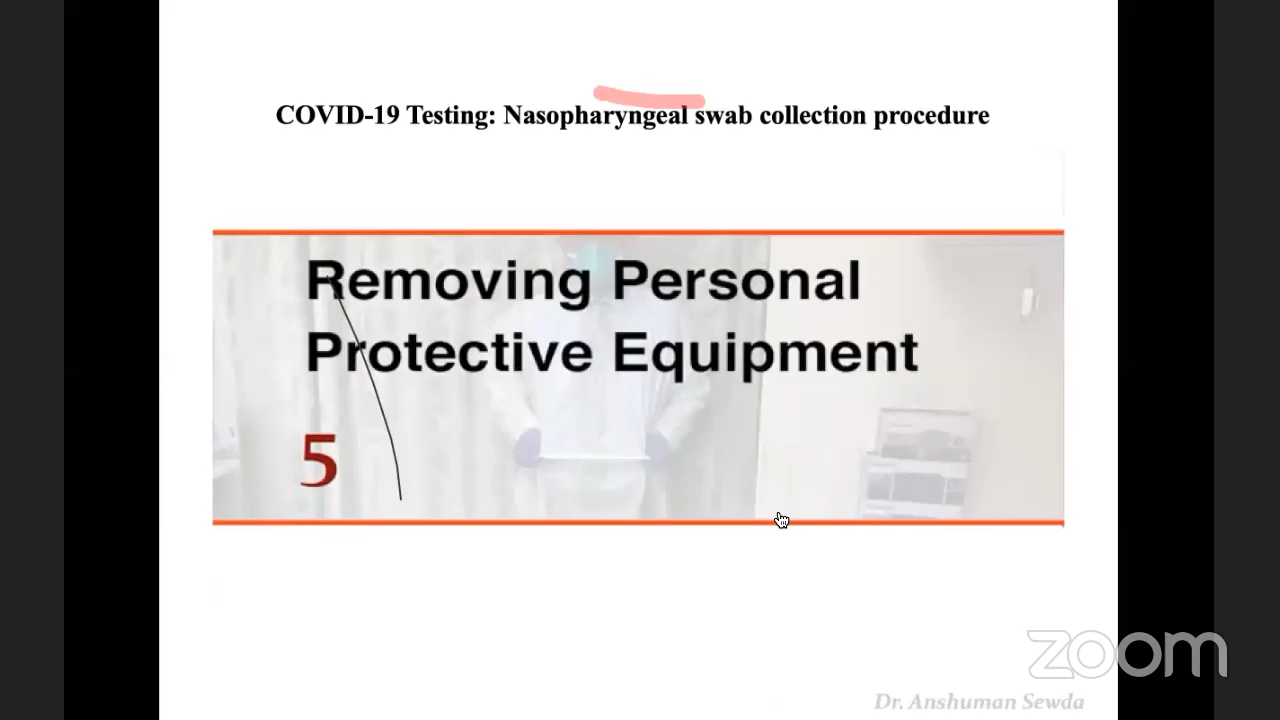 COVID-19 Testing: Nasopharyngeal swab collection procedure
Removing Personal
Protective Equipment
5
zoom
Dr. Anshuman Sewda